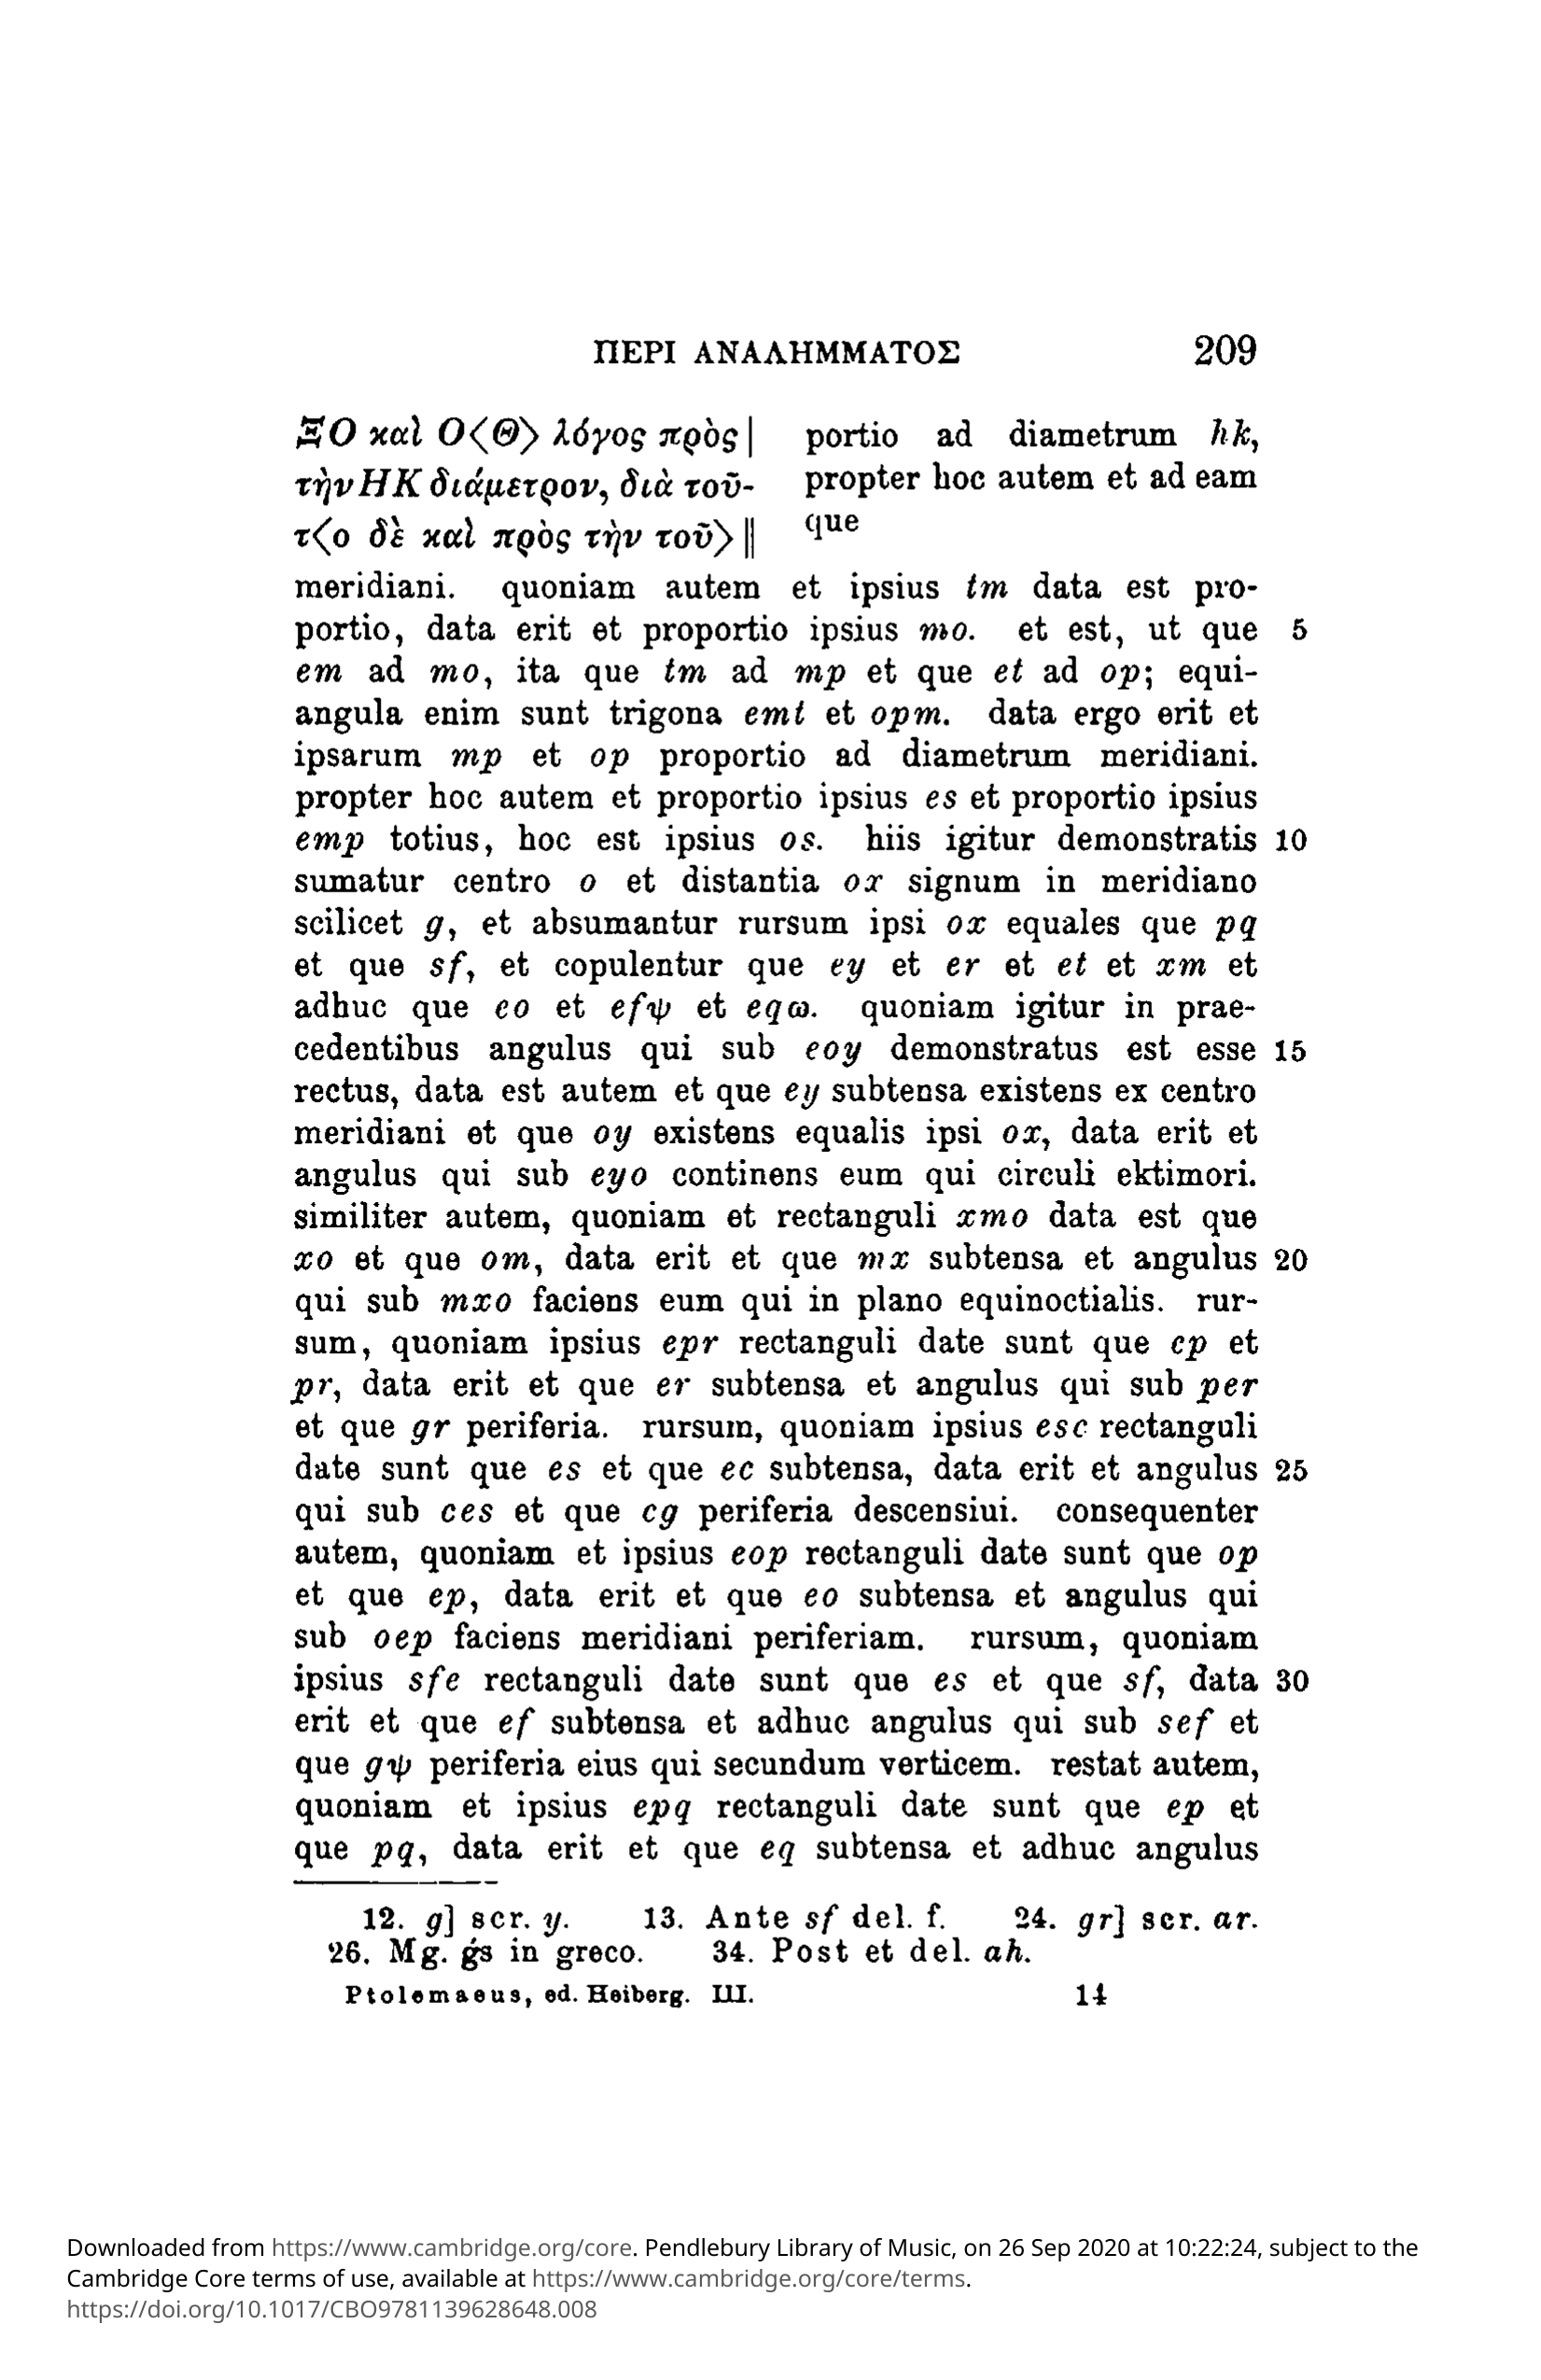 ΠΕΡΙ ΑΝΑΛΗΜΜΑΤΟΣ 209
ΞΟ καὶ Ο〈Θ〉 λόγος πρὸς|
τὴν ΗΚ διάμετρον, διὰ τοῦ-
τ〈ο δὲ καὶ πρὸς τὴν τοῦ〉‖
portio ad diametrum hk,
propter hoc autem et ad eam
que
meridiani. quoniam autem et ipsius tm data est pro-
portio, data erit et proportio ipsius mo. et est, ut que 5
em ad mo, ita que tm ad mp et que et ad op; equi-
angula enim sunt trigona emt et opm. data ergo erit et
ipsarum mp et op proportio ad diametrum meridiani.
propter hoc autem et proportio ipsius es et proportio ipsius
emp totius, hoc est ipsius os. hiis igitur demonstratis 10
sumatur centro o et distantia ox signum in meridiano
scilicet g, et absumantur rursum ipsi ox equales que pq
et que sf, et copulentur que ey et er et et et xm et
adhuc que eo et efψ et eqω. quoniam igitur in prae-
cedentibus angulus qui sub eoy demonstratus est esse 15
rectus, data est autem et que ey subtensa existens ex centro
meridiani et que oy existens equalis ipsi ox, data erit et
angulus qui sub eyo continens eum qui circuli ektimori.
similiter autem, quoniam et rectanguli xmo data est que
xo et que om, data erit et que mx subtensa et angulus 20
qui sub mxo faciens eum qui in plano equinoctialis. rur-
sum, quoniam ipsius epr rectanguli date sunt que ep et
pr, data erit et que er subtensa et angulus qui sub per
et que gr periferia. rursum, quoniam ipsius esc rectanguli
date sunt que es et que ec subtensa, data erit et angulus 25
qui sub ces et que cg periferia descensiui. consequenter
autem, quoniam et ipsius eop rectanguli date sunt que op
et que ep, data erit et que eo subtensa et angulus qui
sub oep faciens meridiani periferiam. rursum, quoniam
ipsius sfe rectanguli date sunt que es et que sf, data 30
erit et que ef subtensa et adhuc angulus qui sub sef et
que gψ periferia eius qui secundum verticem. restat autem,
quoniam et ipsius epq rectanguli date sunt que ep et
que pq, data erit et que eq subtensa et adhuc angulus
12. g] scr. y. 13. Ante sf del. f. 24. gr] scr. ar.
26. Mg. ǵs in greco. 34. Post et del. ah.
Ptolemaeus, ed. Heiberg. III. 14
Downloaded from https://www.cambridge.org/core. Pendlebury Library of Music, on 26 Sep 2020 at 10:22:24, subject to the
Cambridge Core terms of use, available at https://www.cambridge.org/core/terms.
https://doi.org/10.1017/CBO9781139628648.008